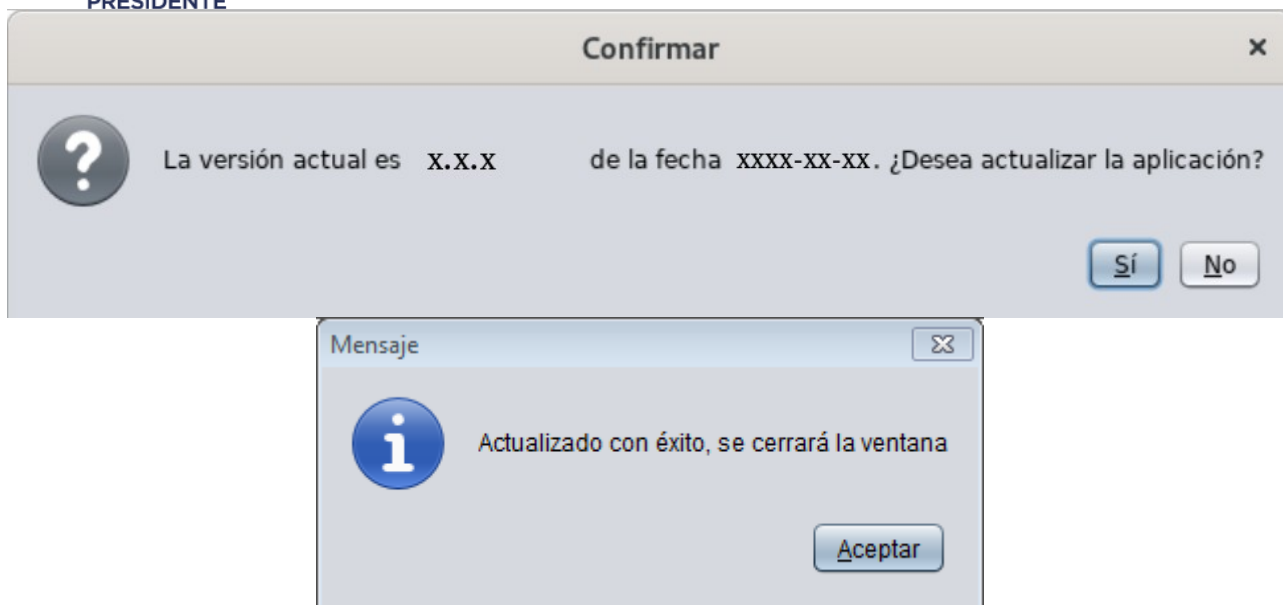 PRESIDENTE
Confirmar
La versión actual es x.x.x de la fecha xxxx-xx-xx. ¿Desea actualizar la aplicación?
Sí No
Mensaje
Actualizado con éxito, se cerrará la ventana
Aceptar